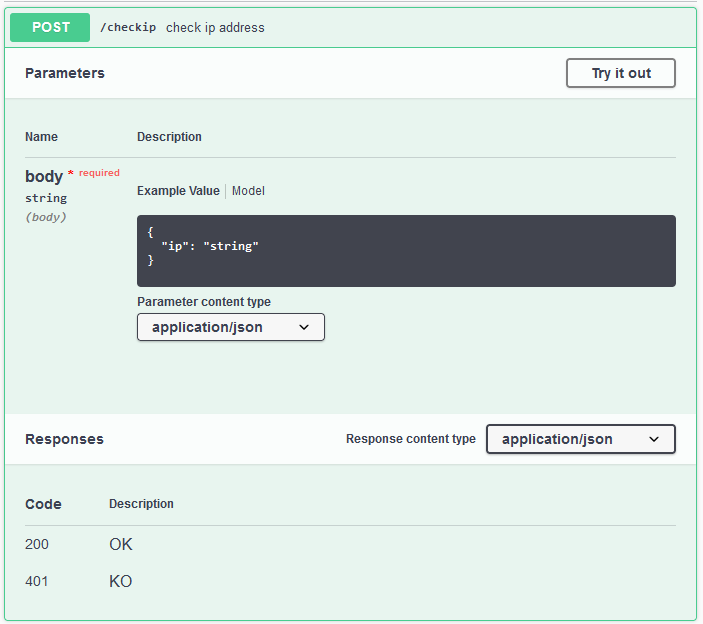 POST /checkip check ip address
Parameters Try it out
Name Description
body * required
string
(body)
Example Value Model
{
"ip": "string"
}
Parameter content type
application/json
Responses Response content type application/json
Code Description
200 OK
401 KO